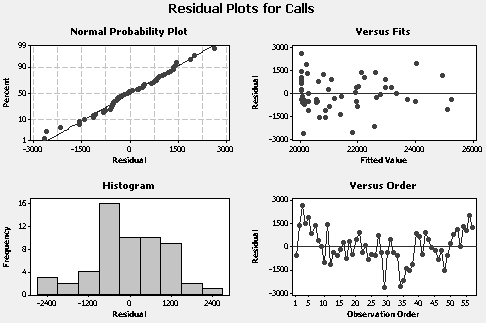 Residual Plots for Calls
Normal Probability Plot
Percent
99
90
50
10
1
-3000 -1500 0 1500 3000
Residual
Versus Fits
Residual
3000
1500
0
-1500
-3000
20000 22000 24000 26000
Fitted Value
Histogram
Frequency
16
12
8
4
0
-2400 -1200 0 1200 2400
Residual
Versus Order
Residual
3000
1500
0
-1500
-3000
1 5 10 15 20 25 30 35 40 45 50 55
Observation Order